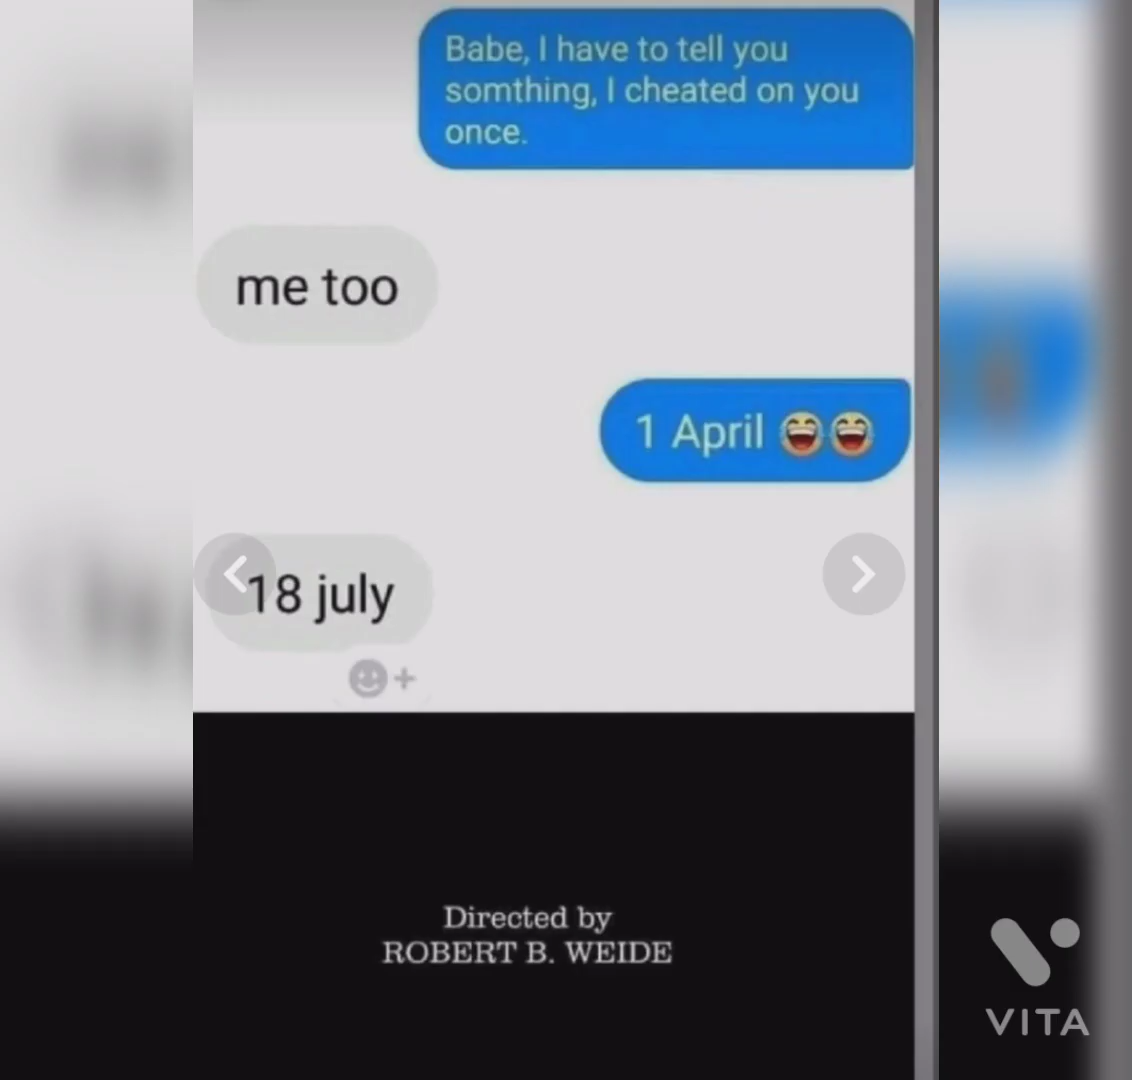 Babe, I have to tell you
somthing, I cheated on you
once.
me too
1 April 😂😂
18 july
Directed by
ROBERT B. WEIDE
VITA